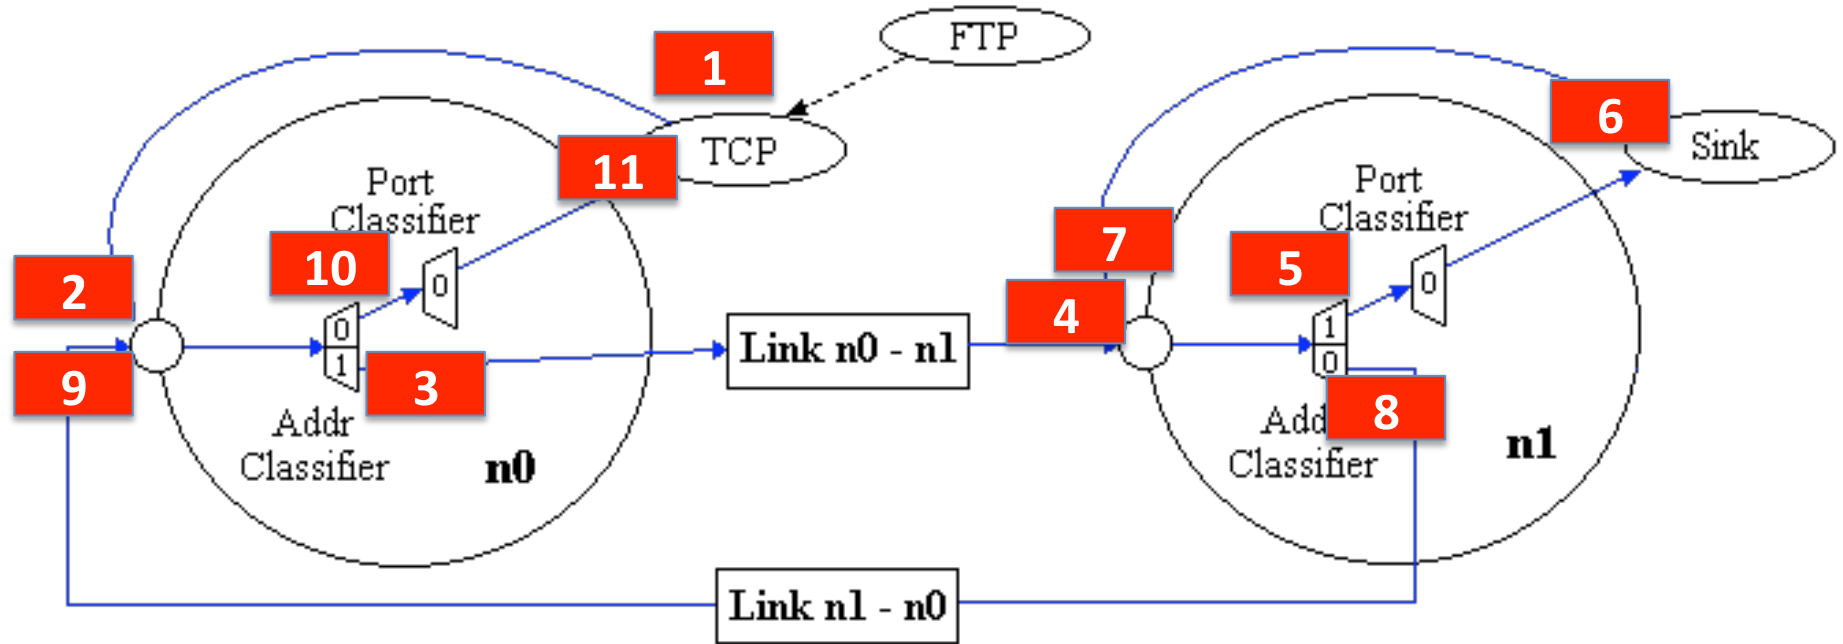 FTP
1
TCP
11
6
Sink
Port
Classifier
Port
Classifier
10
0
2
7
5
0
4
0
1
Link n0 - n1
1
0
9
3
8
Addr
Classifier
n0
Add
Classifier
n1
Link n1 - n0